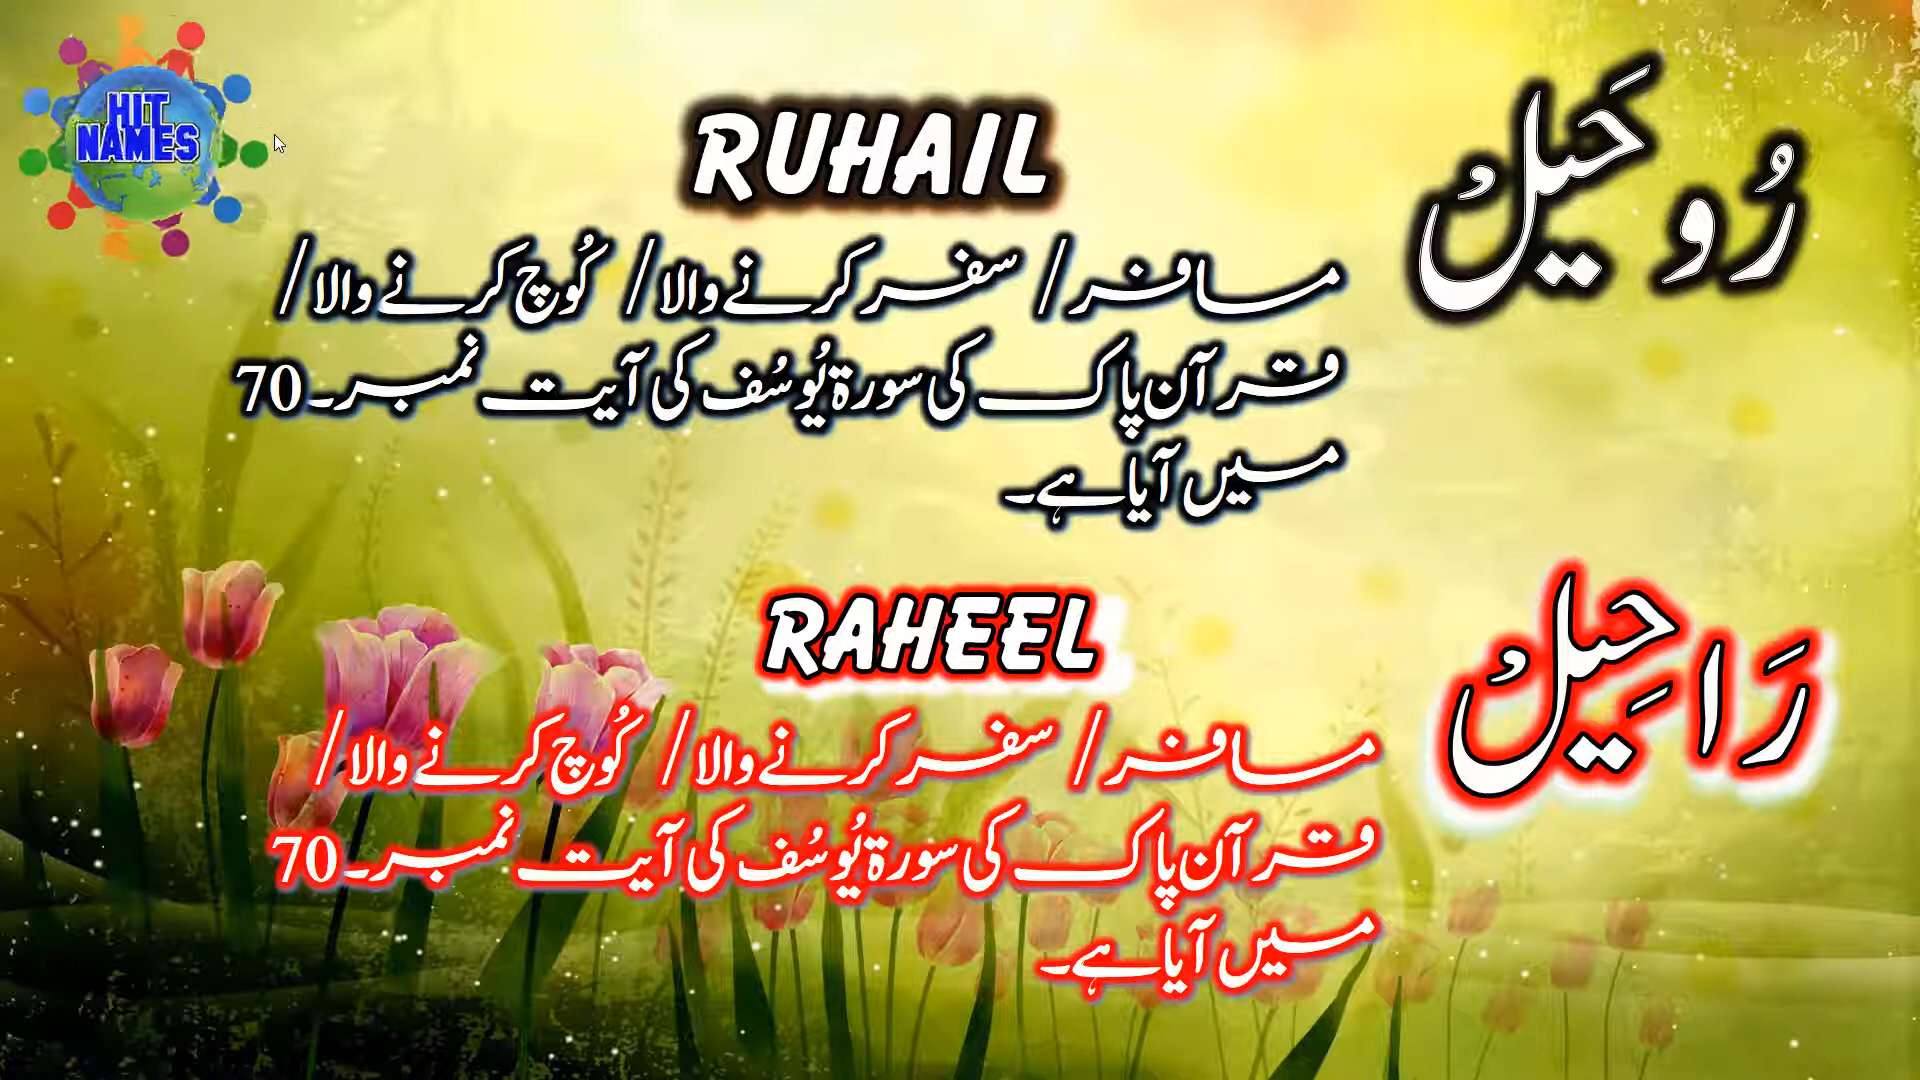 HIT
NAMES
RUHAIL
رُوحَیلْ
مسافر/ سفر کرنے والا/ کُوچ کرنے والا/
قرآن پاک کی سورۃ یُوسُف کی آیت نمبر۔70
میں آیا ہے۔
RAHEEL
رَاحِیلْ
مسافر/ سفر کرنے والا/ کُوچ کرنے والا/
قرآن پاک کی سورۃ یُوسُف کی آیت نمبر۔70
میں آیا ہے۔